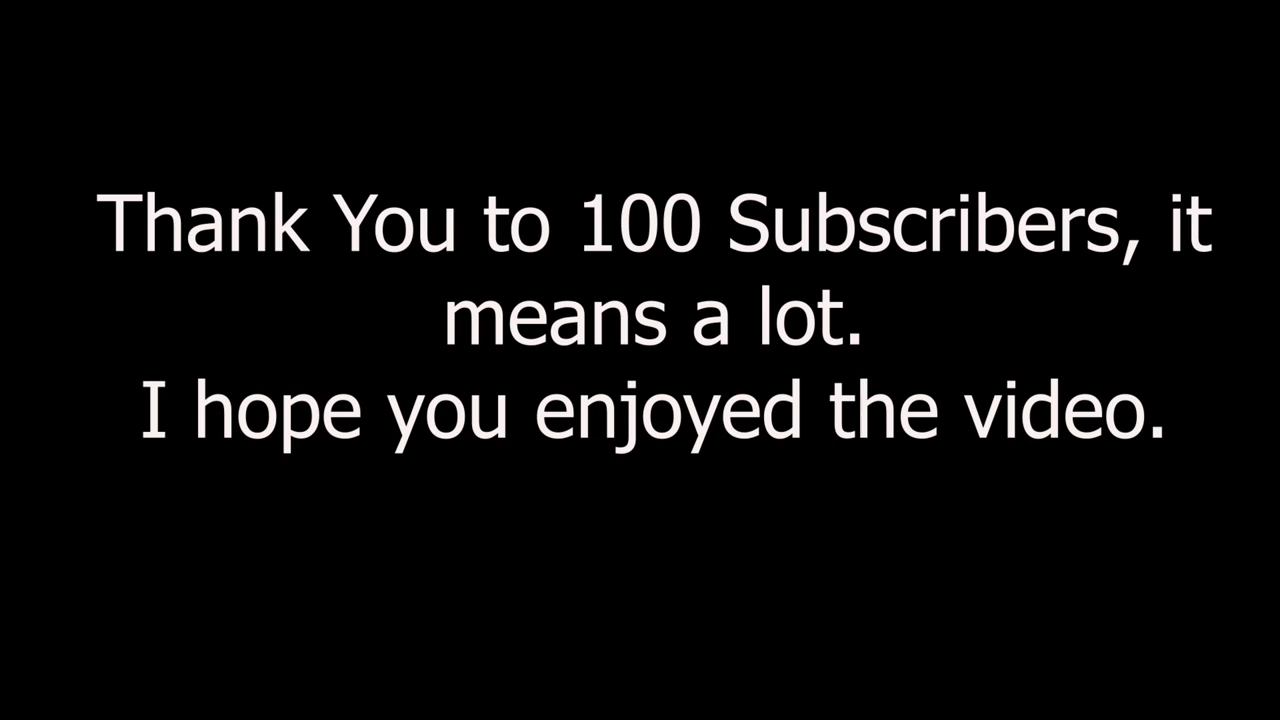 Thank You to 100 Subscribers, it
means a lot.
I hope you enjoyed the video.